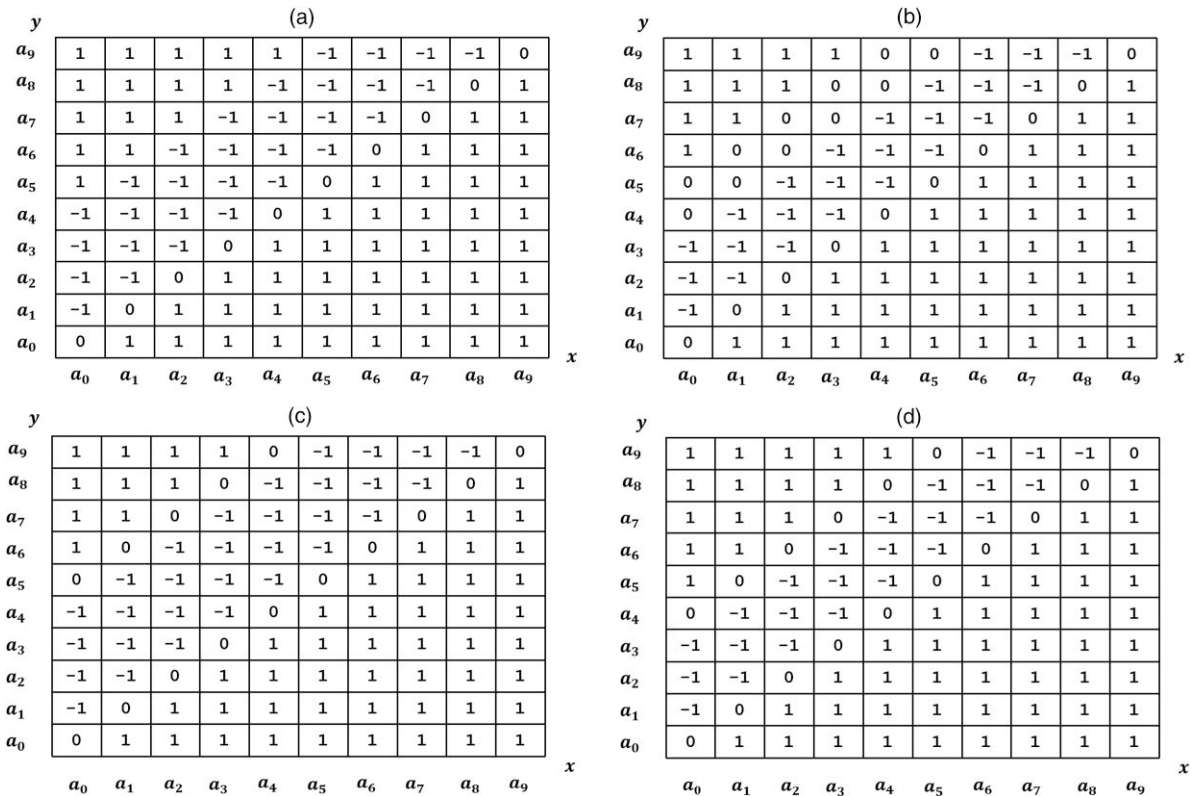 (a)
y
a₉ 1 1 1 1 1 -1 -1 -1 -1 0
a₈ 1 1 1 1 -1 -1 -1 -1 0 1
a₇ 1 1 1 -1 -1 -1 -1 0 1 1
a₆ 1 1 -1 -1 -1 -1 0 1 1 1
a₅ 1 -1 -1 -1 -1 0 1 1 1 1
a₄ -1 -1 -1 -1 0 1 1 1 1 1
a₃ -1 -1 -1 0 1 1 1 1 1 1
a₂ -1 -1 0 1 1 1 1 1 1 1
a₁ -1 0 1 1 1 1 1 1 1 1
a₀ 0 1 1 1 1 1 1 1 1 1
x
a₀ a₁ a₂ a₃ a₄ a₅ a₆ a₇ a₈ a₉
(b)
y
a₉ 1 1 1 1 0 0 -1 -1 -1 0
a₈ 1 1 1 0 0 -1 -1 -1 0 1
a₇ 1 1 0 0 -1 -1 -1 0 1 1
a₆ 1 0 0 -1 -1 -1 0 1 1 1
a₅ 0 0 -1 -1 -1 0 1 1 1 1
a₄ 0 -1 -1 -1 0 1 1 1 1 1
a₃ -1 -1 -1 0 1 1 1 1 1 1
a₂ -1 -1 0 1 1 1 1 1 1 1
a₁ -1 0 1 1 1 1 1 1 1 1
a₀ 0 1 1 1 1 1 1 1 1 1
x
a₀ a₁ a₂ a₃ a₄ a₅ a₆ a₇ a₈ a₉
(c)
y
a₉ 1 1 1 1 0 -1 -1 -1 -1 0
a₈ 1 1 1 0 -1 -1 -1 -1 0 1
a₇ 1 1 0 -1 -1 -1 -1 0 1 1
a₆ 1 0 -1 -1 -1 -1 0 1 1 1
a₅ 0 -1 -1 -1 -1 0 1 1 1 1
a₄ -1 -1 -1 -1 0 1 1 1 1 1
a₃ -1 -1 -1 0 1 1 1 1 1 1
a₂ -1 -1 0 1 1 1 1 1 1 1
a₁ -1 0 1 1 1 1 1 1 1 1
a₀ 0 1 1 1 1 1 1 1 1 1
x
a₀ a₁ a₂ a₃ a₄ a₅ a₆ a₇ a₈ a₉
(d)
y
a₉ 1 1 1 1 1 0 -1 -1 -1 0
a₈ 1 1 1 1 0 -1 -1 -1 0 1
a₇ 1 1 1 0 -1 -1 -1 0 1 1
a₆ 1 1 0 -1 -1 -1 0 1 1 1
a₅ 1 0 -1 -1 -1 0 1 1 1 1
a₄ 0 -1 -1 -1 0 1 1 1 1 1
a₃ -1 -1 -1 0 1 1 1 1 1 1
a₂ -1 -1 0 1 1 1 1 1 1 1
a₁ -1 0 1 1 1 1 1 1 1 1
a₀ 0 1 1 1 1 1 1 1 1 1
x
a₀ a₁ a₂ a₃ a₄ a₅ a₆ a₇ a₈ a₉